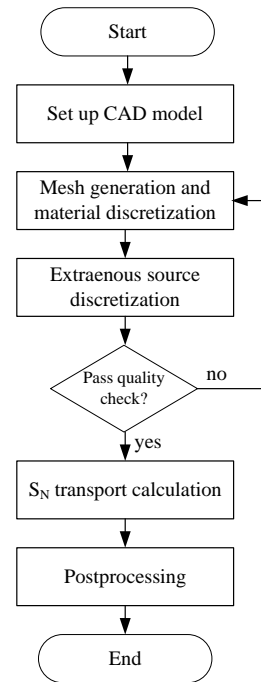 Start
Set up CAD model
Mesh generation and
material discretization
Extraenous source
discretization
Pass quality
check?
no
yes
S_N transport calculation
Postprocessing
End